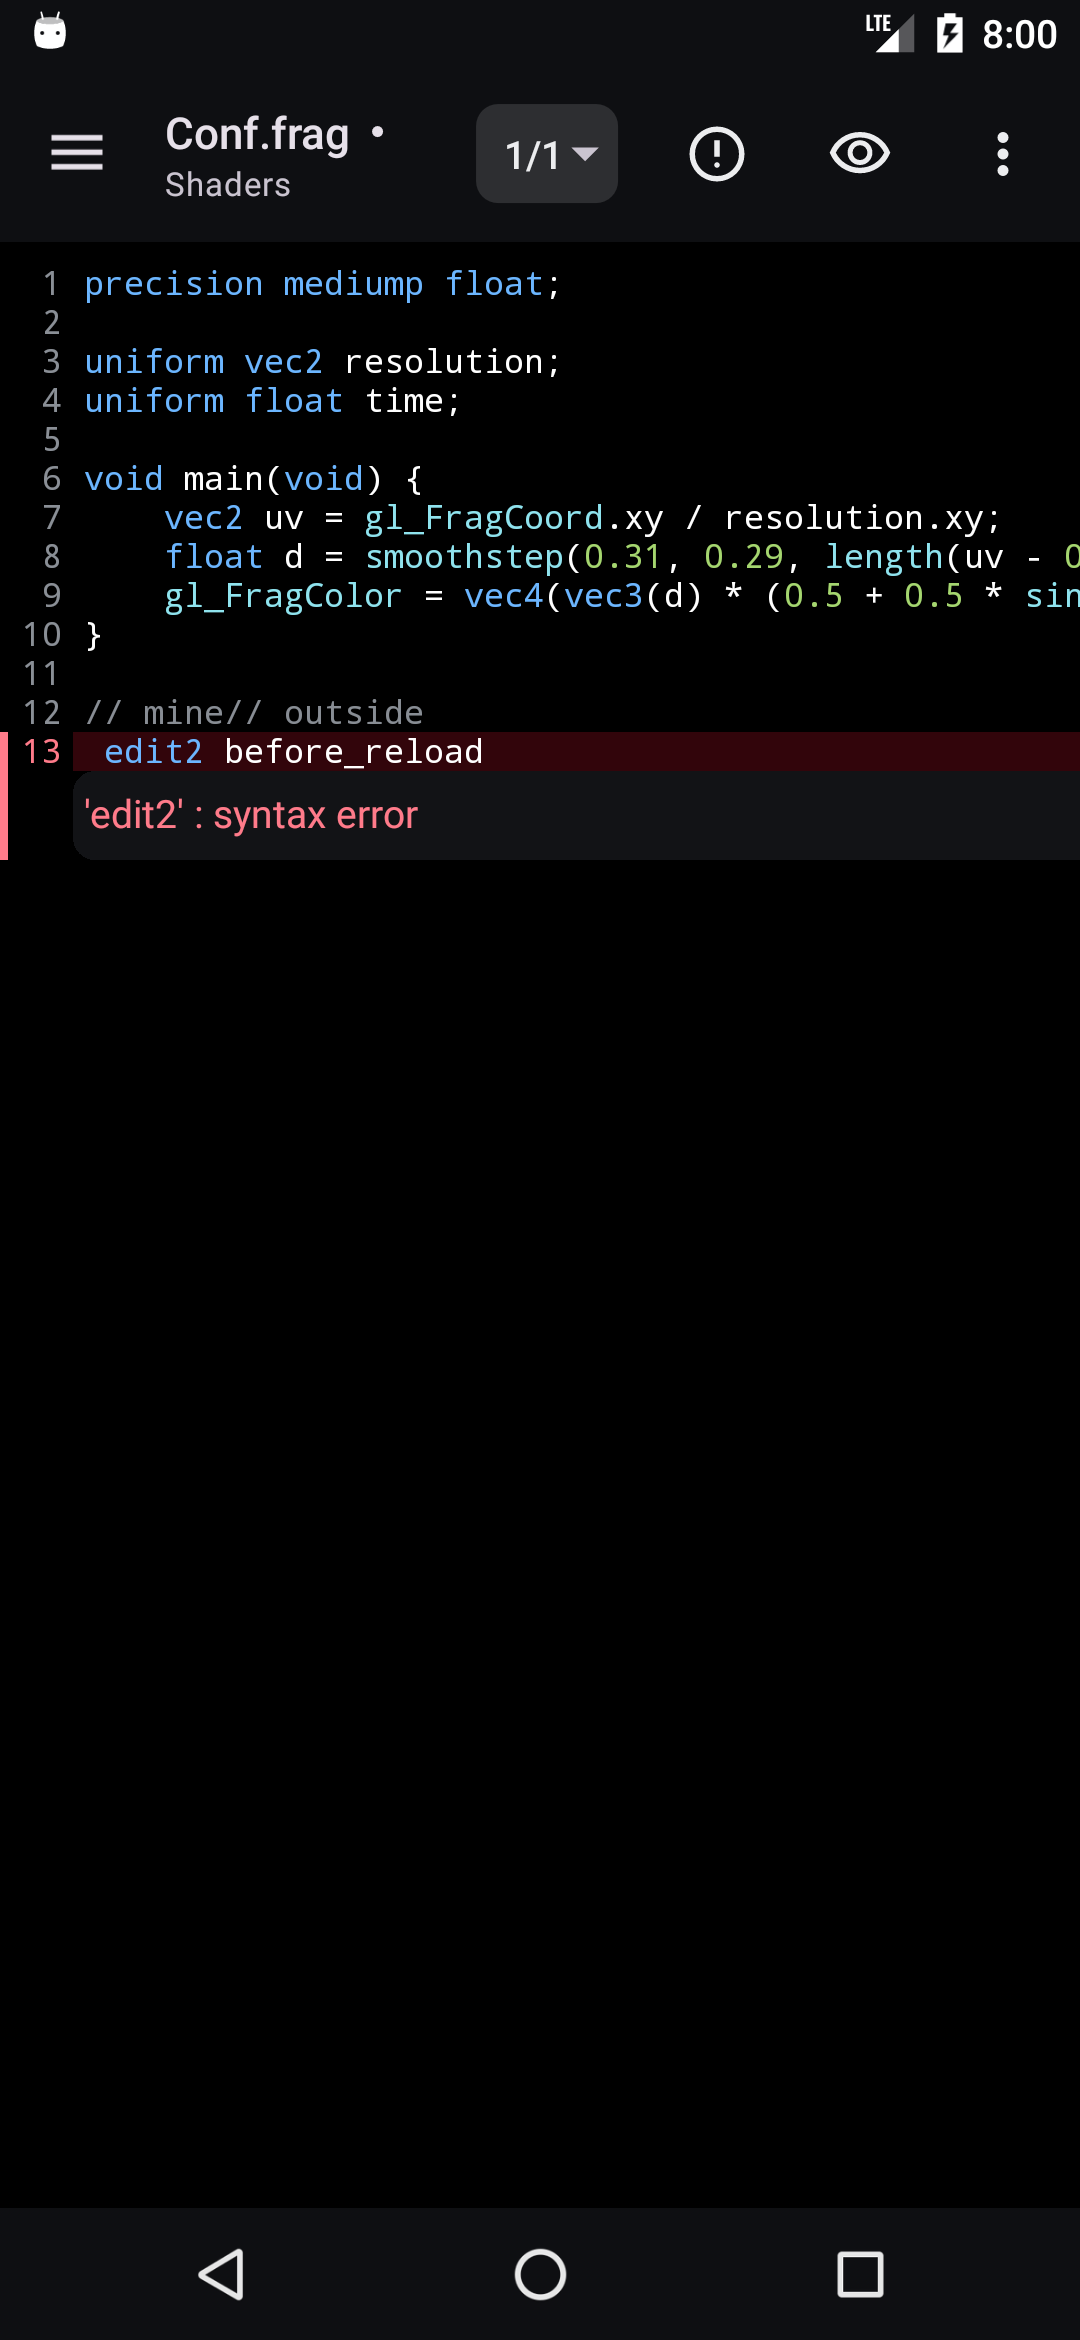 LTE 8:00
Conf.frag •
Shaders
1/1
1 precision mediump float;
2
3 uniform vec2 resolution;
4 uniform float time;
5
6 void main(void) {
7     vec2 uv = gl_FragCoord.xy / resolution.xy;
8     float d = smoothstep(0.31, 0.29, length(uv - 0
9     gl_FragColor = vec4(vec3(d) * (0.5 + 0.5 * sin
10 }
11
12 // mine// outside
13  edit2 before_reload
'edit2' : syntax error